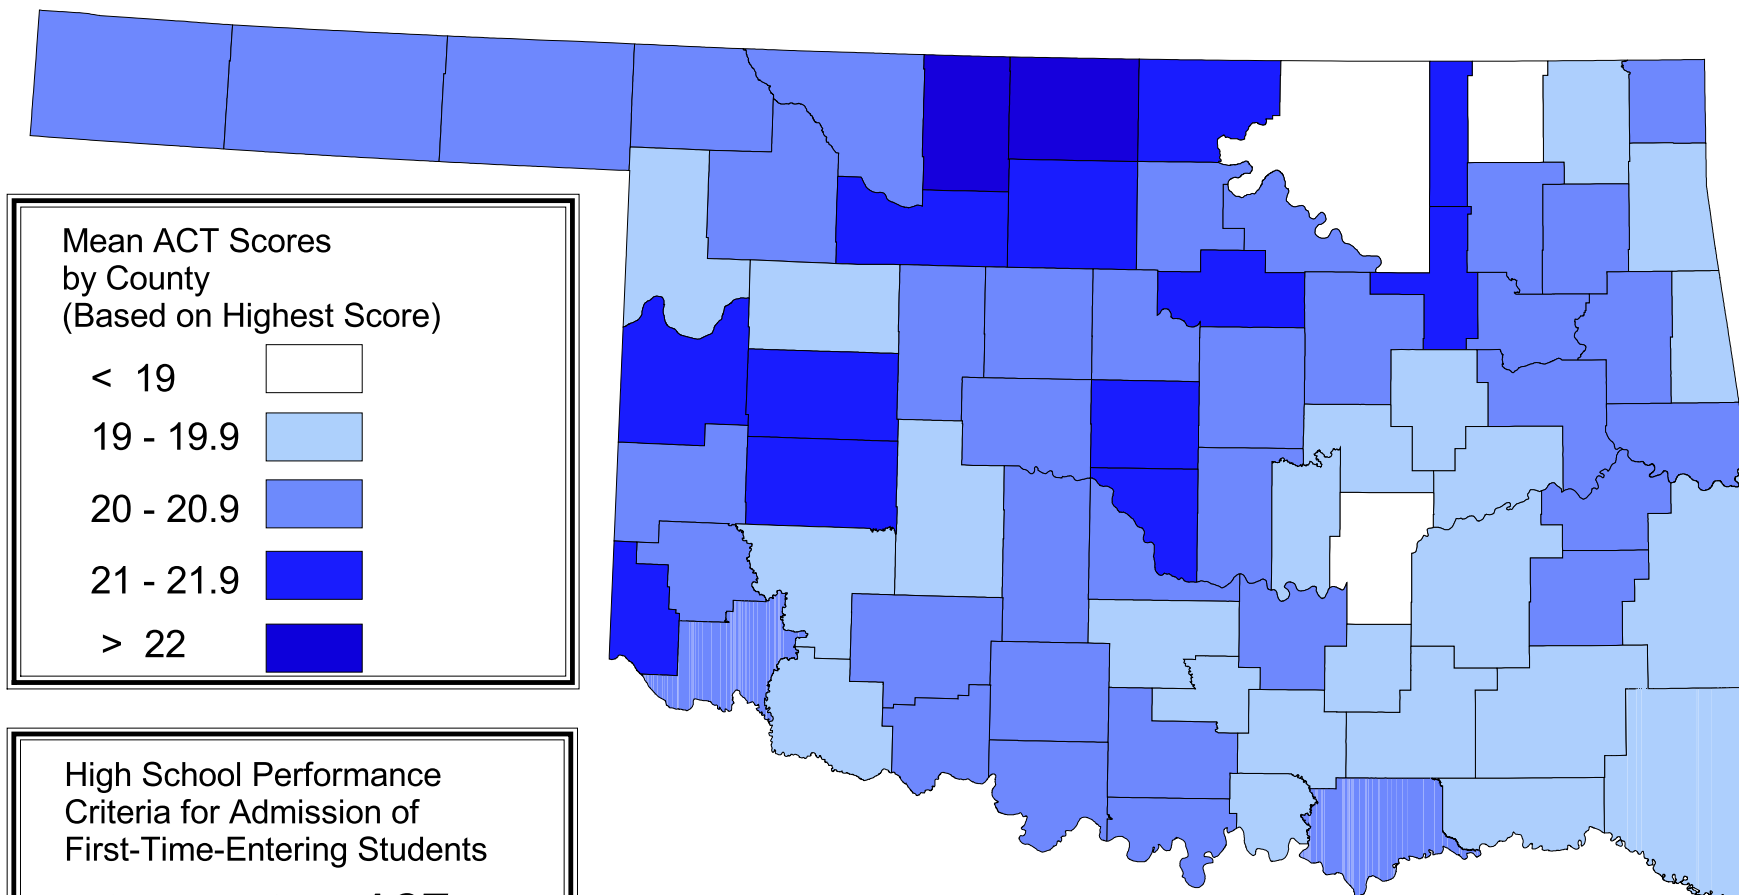 Mean ACT Scores
by County
(Based on Highest Score)
< 19
19 - 19.9
20 - 20.9
21 - 21.9
> 22
High School Performance
Criteria for Admission of
First-Time-Entering Students
ACT